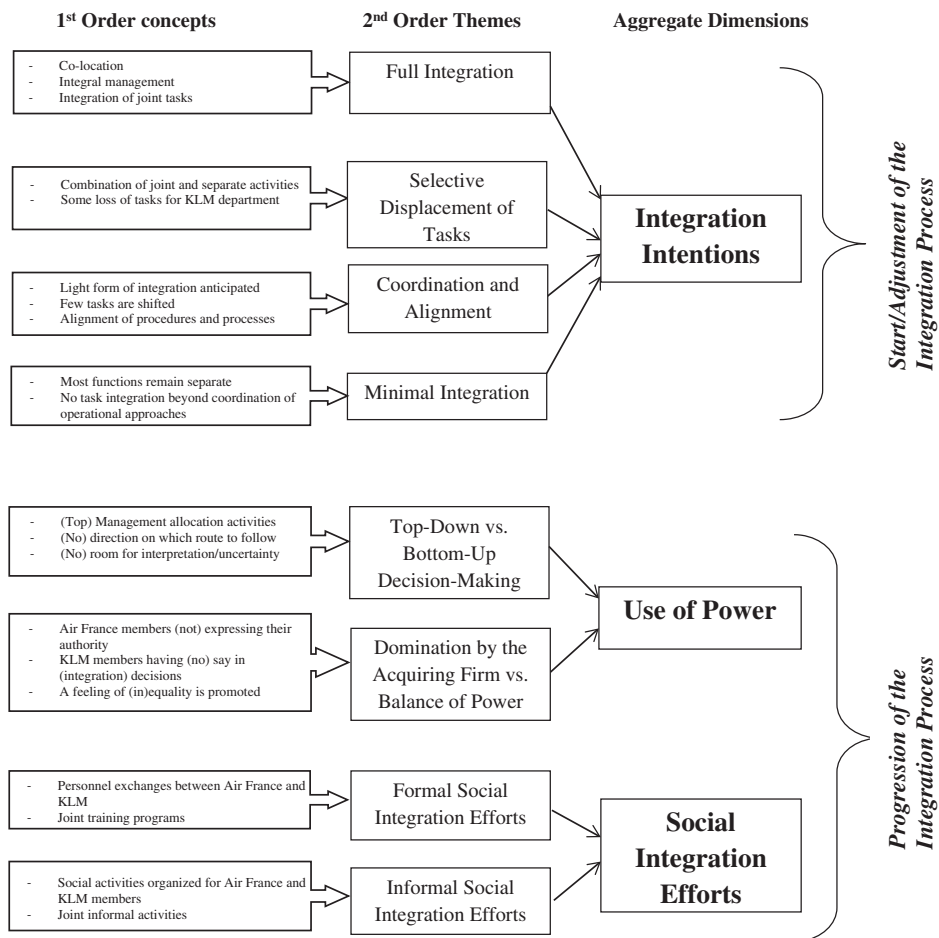 1st Order concepts
2nd Order Themes
Aggregate Dimensions
- Co-location
- Integral management
- Integration of joint tasks
Full Integration
- Combination of joint and separate activities
- Some loss of tasks for KLM department
Selective
Displacement of
Tasks
- Light form of integration anticipated
- Few tasks are shifted
- Alignment of procedures and processes
Coordination and
Alignment
- Most functions remain separate
- No task integration beyond coordination of
operational approaches
Minimal Integration
Integration
Intentions
Start/Adjustment of the
Integration Process
- (Top) Management allocation activities
- (No) direction on which route to follow
- (No) room for interpretation/uncertainty
Top-Down vs.
Bottom-Up
Decision-Making
- Air France members (not) expressing their
authority
- KLM members having (no) say in
(integration) decisions
- A feeling of (in)equality is promoted
Domination by the
Acquiring Firm vs.
Balance of Power
Use of Power
- Personnel exchanges between Air France and
KLM
- Joint training programs
Formal Social
Integration Efforts
- Social activities organized for Air France and
KLM members
- Joint informal activities
Informal Social
Integration Efforts
Social
Integration
Efforts
Progression of the
Integration Process